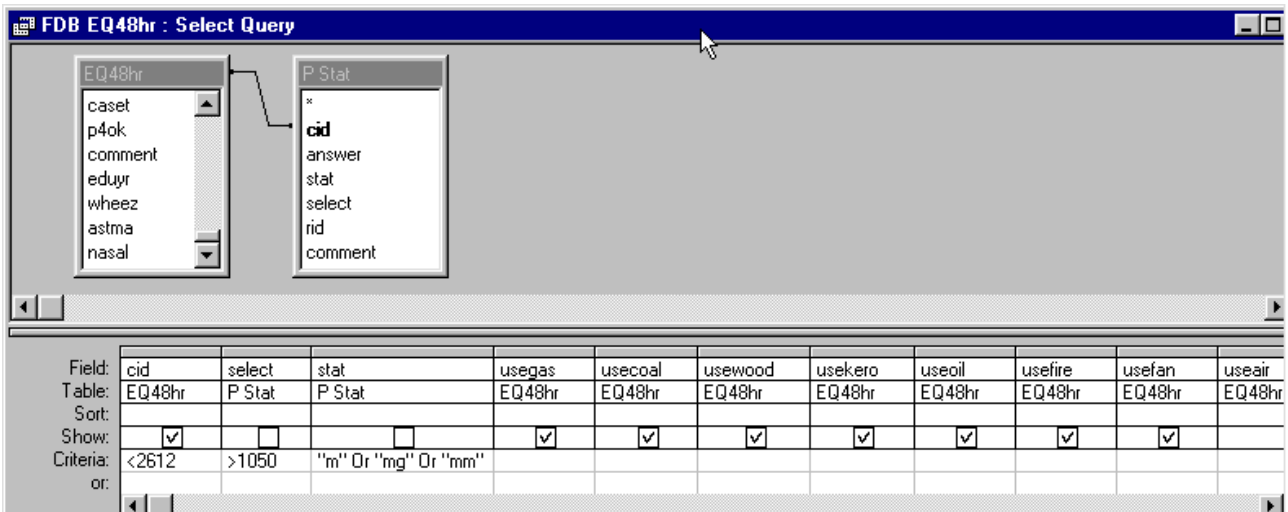 FDB EQ48hr : Select Query
EQ48hr
caset
p4ok
comment
eduyr
wheez
astma
nasal
P Stat
*
cid
answer
stat
select
rid
comment
Field: cid select stat usegas usecoal usewood usekero useoil usefire usefan useair
Table: EQ48hr P Stat P Stat EQ48hr EQ48hr EQ48hr EQ48hr EQ48hr EQ48hr EQ48hr EQ48hr
Sort:
Show:
Criteria: <2612 >1050 "m" Or "mg" Or "mm"
or: